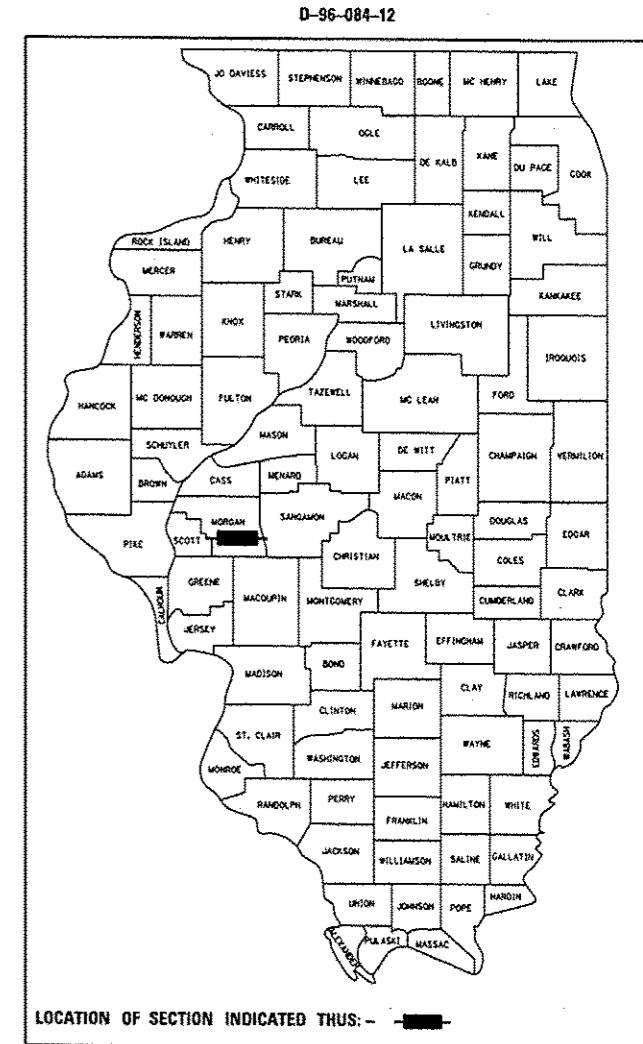 D-96-084-12
JO DAVIESS STEPHENSON WINNEBAGO BOONE MC HENRY LAKE
CARROLL OGLE DE KALB KANE DU PAGE COOK
WHITESIDE LEE KENDALL WILL
ROCK ISLAND HENRY BUREAU LA SALLE GRUNDY
MERCER PUTNAM KANKAKEE
STARK MARSHALL
HENDERSON WARREN KNOX PEORIA WOODFORD LIVINGSTON IROQUOIS
HANCOCK MC DONOUGH FULTON TAZEWELL MC LEAN FORD
SCHUYLER MASON LOGAN DE WITT CHAMPAIGN VERMILION
ADAMS BROWN CASS MENARD MACON PIATT
MORGAN SANGAMON DOUGLAS EDGAR
PIKE SCOTT CHRISTIAN MOULTRIE COLES
GREENE MACOUPIN MONTGOMERY SHELBY CUMBERLAND CLARK
CALHOUN JERSEY FAYETTE EFFINGHAM JASPER CRAWFORD
MADISON BOND CLAY RICHLAND LAWRENCE
CLINTON MARION
ST. CLAIR WASHINGTON JEFFERSON WAYNE EDWARDS WABASH
MONROE
RANDOLPH PERRY FRANKLIN HAMILTON WHITE
JACKSON WILLIAMSON SALINE GALLATIN
UNION JOHNSON POPE HARDIN
ALEXANDER PULASKI MASSAC
LOCATION OF SECTION INDICATED THUS: -